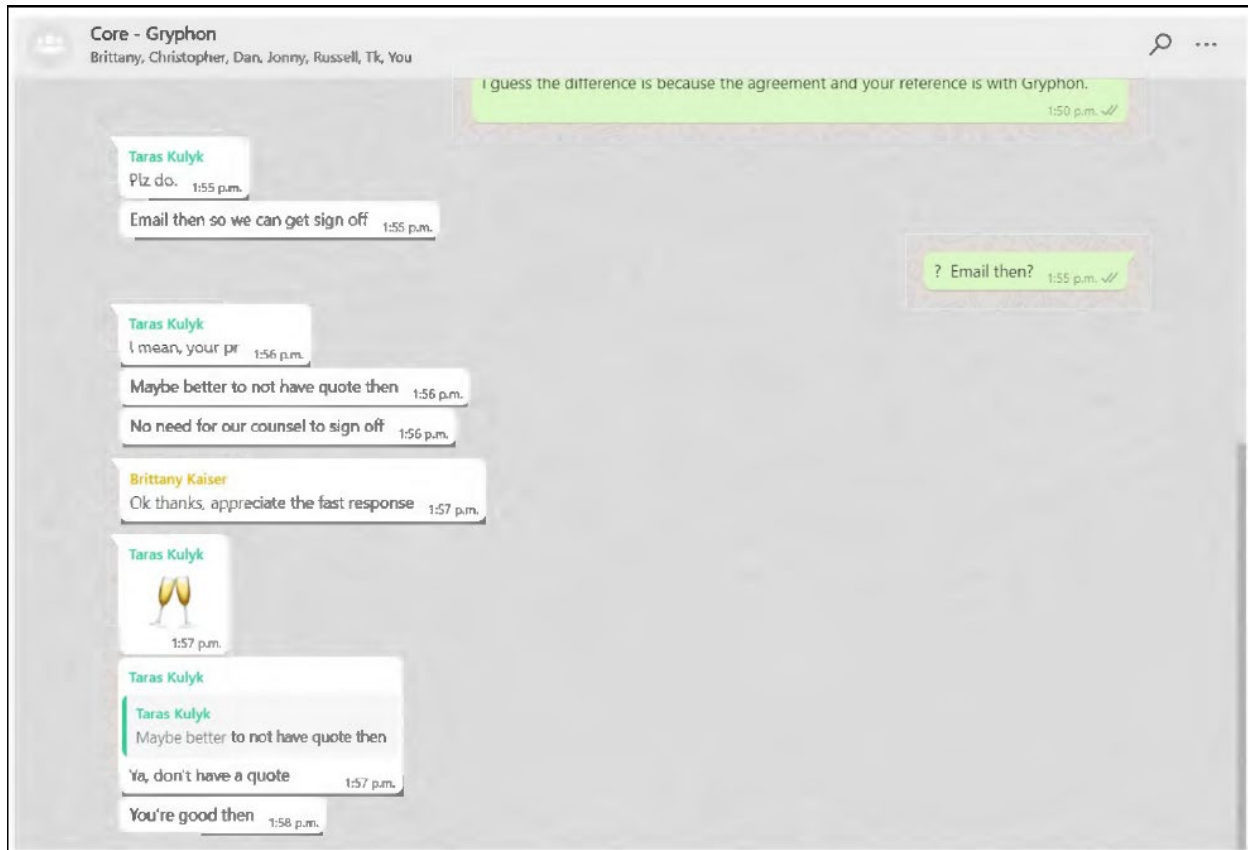 Core - Gryphon
Brittany, Christopher, Dan, Jonny, Russell, Tk, You
I guess the difference is because the agreement and your reference is with Gryphon.
1:50 p.m.
Taras Kulyk
Plz do. 1:55 p.m.
Email then so we can get sign off 1:55 p.m.
? Email then? 1:55 p.m.
Taras Kulyk
I mean, your pr 1:56 p.m.
Maybe better to not have quote then 1:56 p.m.
No need for our counsel to sign off 1:56 p.m.
Brittany Kaiser
Ok thanks, appreciate the fast response 1:57 p.m.
Taras Kulyk
1:57 p.m.
Taras Kulyk
Taras Kulyk
Maybe better to not have quote then
Ya, don't have a quote 1:57 p.m.
You're good then 1:58 p.m.